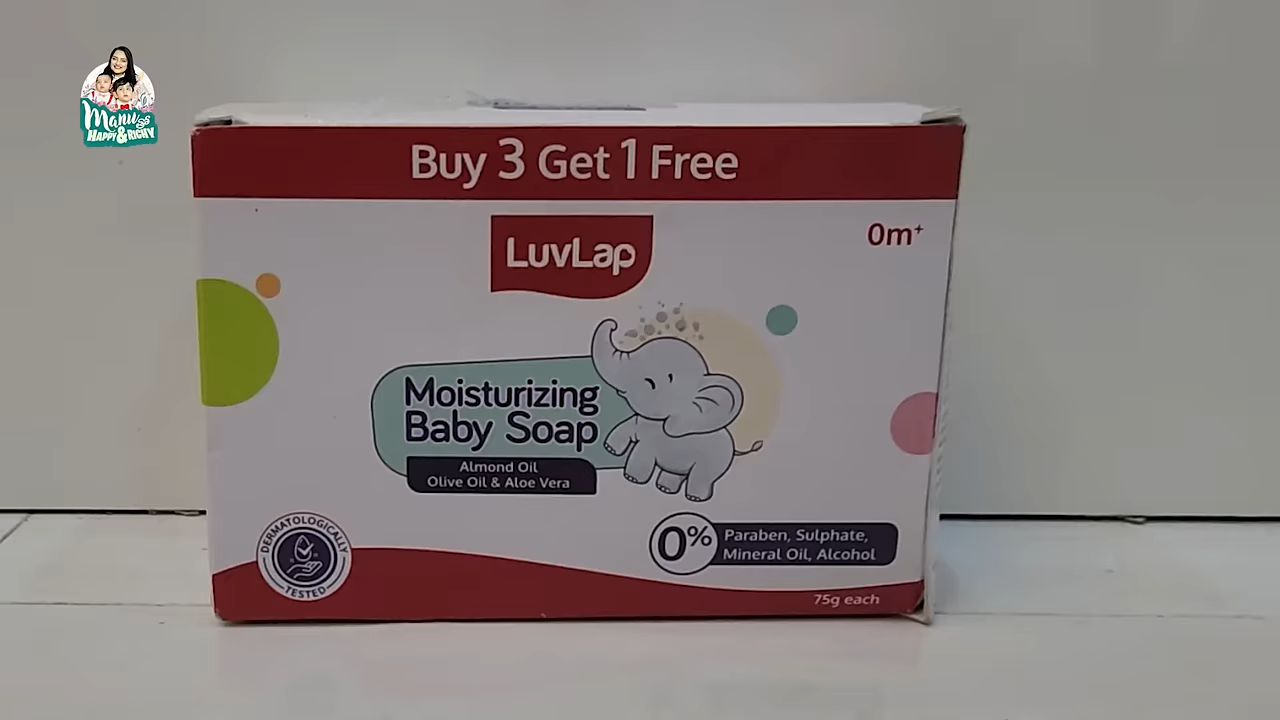 Manu's
HAPPY & RICHY
Buy 3 Get 1 Free
LuvLap
0m+
Moisturizing
Baby Soap
Almond Oil
Olive Oil & Aloe Vera
DERMATOLOGICALLY
TESTED
0%
Paraben, Sulphate,
Mineral Oil, Alcohol
75g each